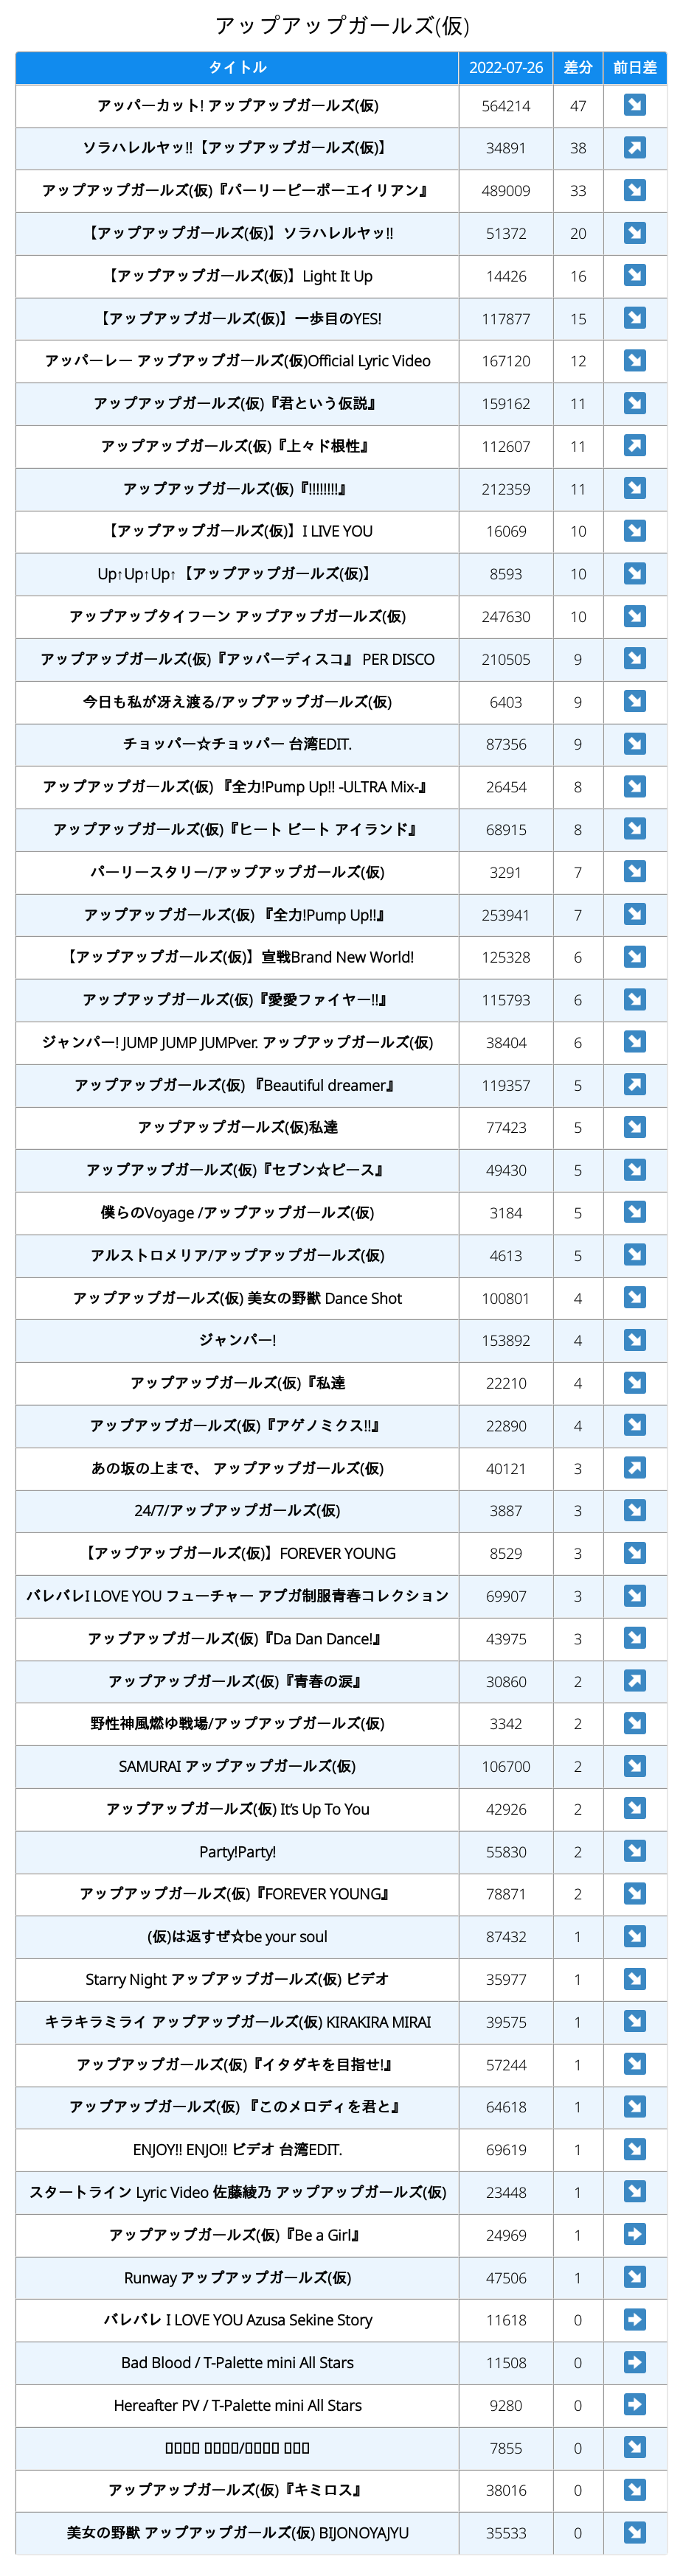 アップアップガールズ(仮)
タイトル 2022-07-26 差分 前日差
アッパーカット! アップアップガールズ(仮) 564214 47
ソラハレルヤッ!!【アップアップガールズ(仮)】 34891 38
アップアップガールズ(仮)『パーリーピーポーエイリアン』 489009 33
【アップアップガールズ(仮)】ソラハレルヤッ!! 51372 20
【アップアップガールズ(仮)】Light It Up 14426 16
【アップアップガールズ(仮)】一歩目のYES! 117877 15
アッパーレー アップアップガールズ(仮)Official Lyric Video 167120 12
アップアップガールズ(仮)『君という仮説』 159162 11
アップアップガールズ(仮)『上々ド根性』 112607 11
アップアップガールズ(仮)『!!!!!!!!』 212359 11
【アップアップガールズ(仮)】I LIVE YOU 16069 10
Up↑Up↑Up↑【アップアップガールズ(仮)】 8593 10
アップアップタイフーン アップアップガールズ(仮) 247630 10
アップアップガールズ(仮)『アッパーディスコ』 PER DISCO 210505 9
今日も私が冴え渡る/アップアップガールズ(仮) 6403 9
チョッパー☆チョッパー 台湾EDIT. 87356 9
アップアップガールズ(仮) 『全力!Pump Up!! -ULTRA Mix-』 26454 8
アップアップガールズ(仮)『ヒート ビート アイランド』 68915 8
パーリースタリー/アップアップガールズ(仮) 3291 7
アップアップガールズ(仮) 『全力!Pump Up!!』 253941 7
【アップアップガールズ(仮)】宣戦Brand New World! 125328 6
アップアップガールズ(仮)『愛愛ファイヤー!!』 115793 6
ジャンパー! JUMP JUMP JUMPver. アップアップガールズ(仮) 38404 6
アップアップガールズ(仮) 『Beautiful dreamer』 119357 5
アップアップガールズ(仮)私達 77423 5
アップアップガールズ(仮)『セブン☆ピース』 49430 5
僕らのVoyage /アップアップガールズ(仮) 3184 5
アルストロメリア/アップアップガールズ(仮) 4613 5
アップアップガールズ(仮) 美女の野獣 Dance Shot 100801 4
ジャンパー! 153892 4
アップアップガールズ(仮)『私達 22210 4
アップアップガールズ(仮)『アゲノミクス!!』 22890 4
あの坂の上まで、 アップアップガールズ(仮) 40121 3
24/7/アップアップガールズ(仮) 3887 3
【アップアップガールズ(仮)】FOREVER YOUNG 8529 3
バレバレI LOVE YOU フューチャー アプガ制服青春コレクション 69907 3
アップアップガールズ(仮)『Da Dan Dance!』 43975 3
アップアップガールズ(仮)『青春の涙』 30860 2
野性神風燃ゆ戦場/アップアップガールズ(仮) 3342 2
SAMURAI アップアップガールズ(仮) 106700 2
アップアップガールズ(仮) It's Up To You 42926 2
Party!Party! 55830 2
アップアップガールズ(仮)『FOREVER YOUNG』 78871 2
(仮)は返すぜ☆be your soul 87432 1
Starry Night アップアップガールズ(仮) ビデオ 35977 1
キラキラミライ アップアップガールズ(仮) KIRAKIRA MIRAI 39575 1
アップアップガールズ(仮)『イタダキを目指せ!』 57244 1
アップアップガールズ(仮) 『このメロディを君と』 64618 1
ENJOY!! ENJO!! ビデオ 台湾EDIT. 69619 1
スタートライン Lyric Video 佐藤綾乃 アップアップガールズ(仮) 23448 1
アップアップガールズ(仮)『Be a Girl』 24969 1
Runway アップアップガールズ(仮) 47506 1
バレバレ I LOVE YOU Azusa Sekine Story 11618 0
Bad Blood / T-Palette mini All Stars 11508 0
Hereafter PV / T-Palette mini All Stars 9280 0
7855 0
アップアップガールズ(仮)『キミロス』 38016 0
美女の野獣 アップアップガールズ(仮) BIJONOYAJYU 35533 0